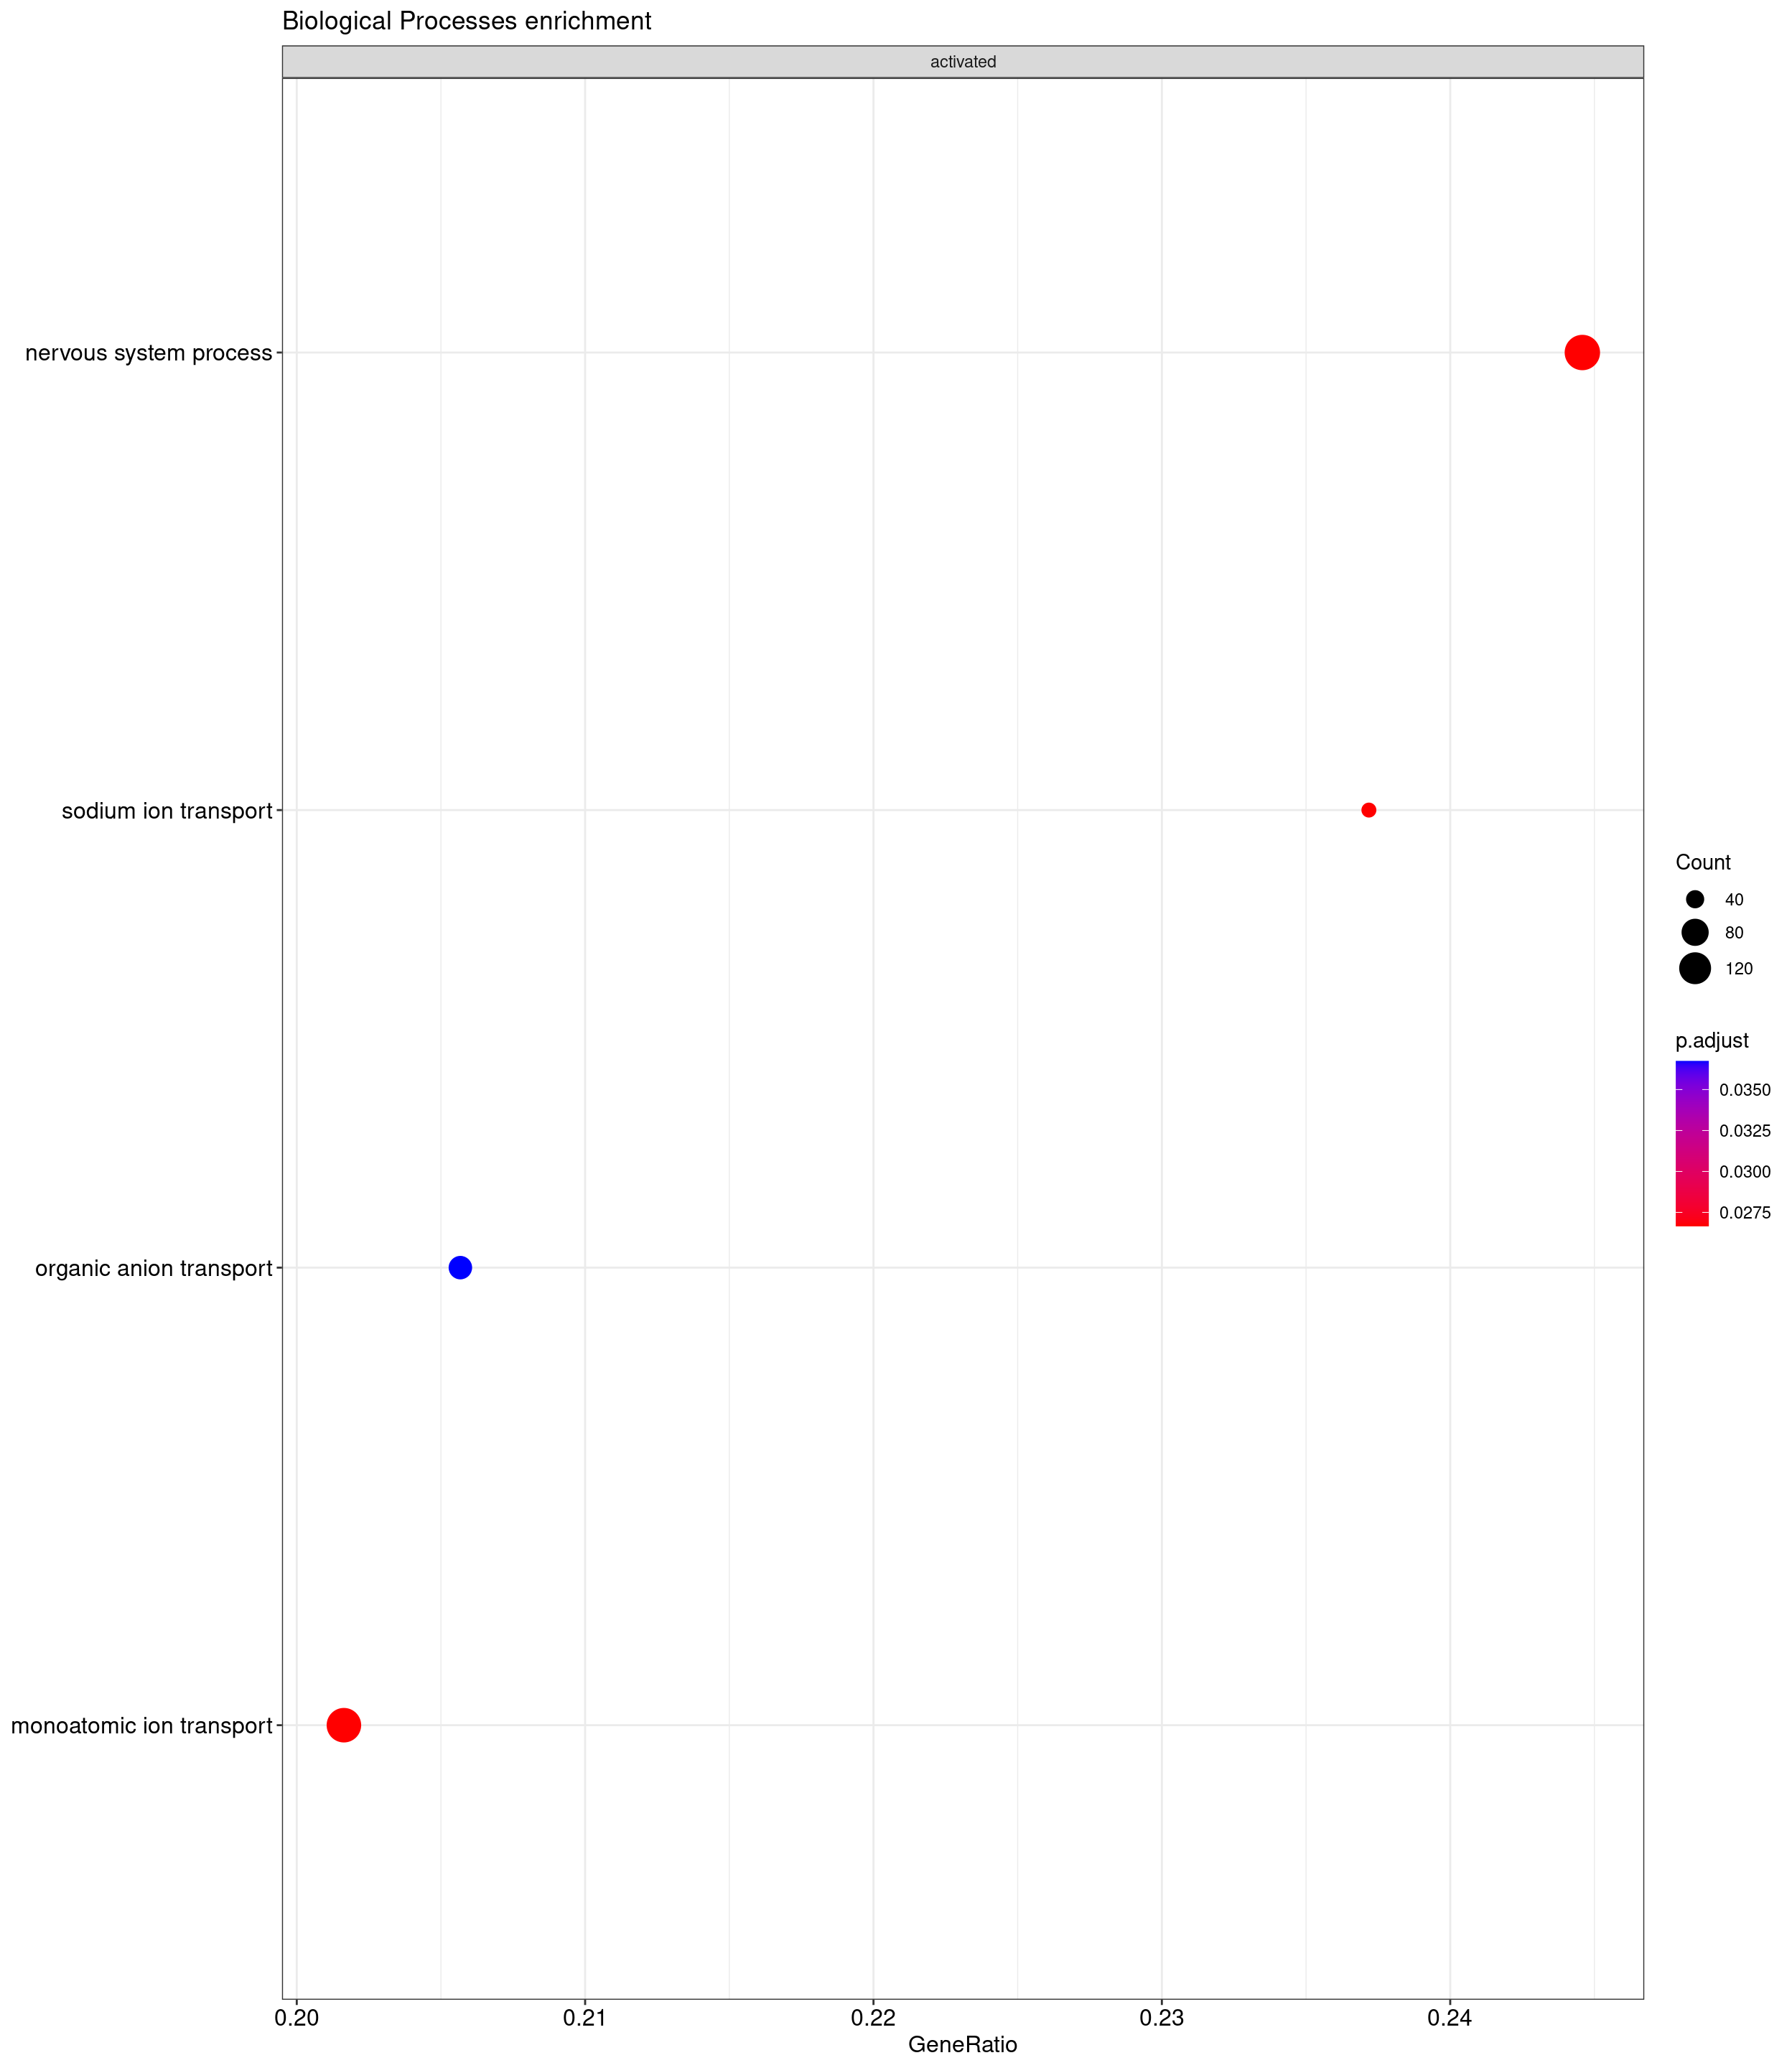 Biological Processes enrichment
activated
nervous system process
sodium ion transport
organic anion transport
monoatomic ion transport
0.20 0.21 0.22 0.23 0.24
GeneRatio
Count
40
80
120
p.adjust
0.0350
0.0325
0.0300
0.0275